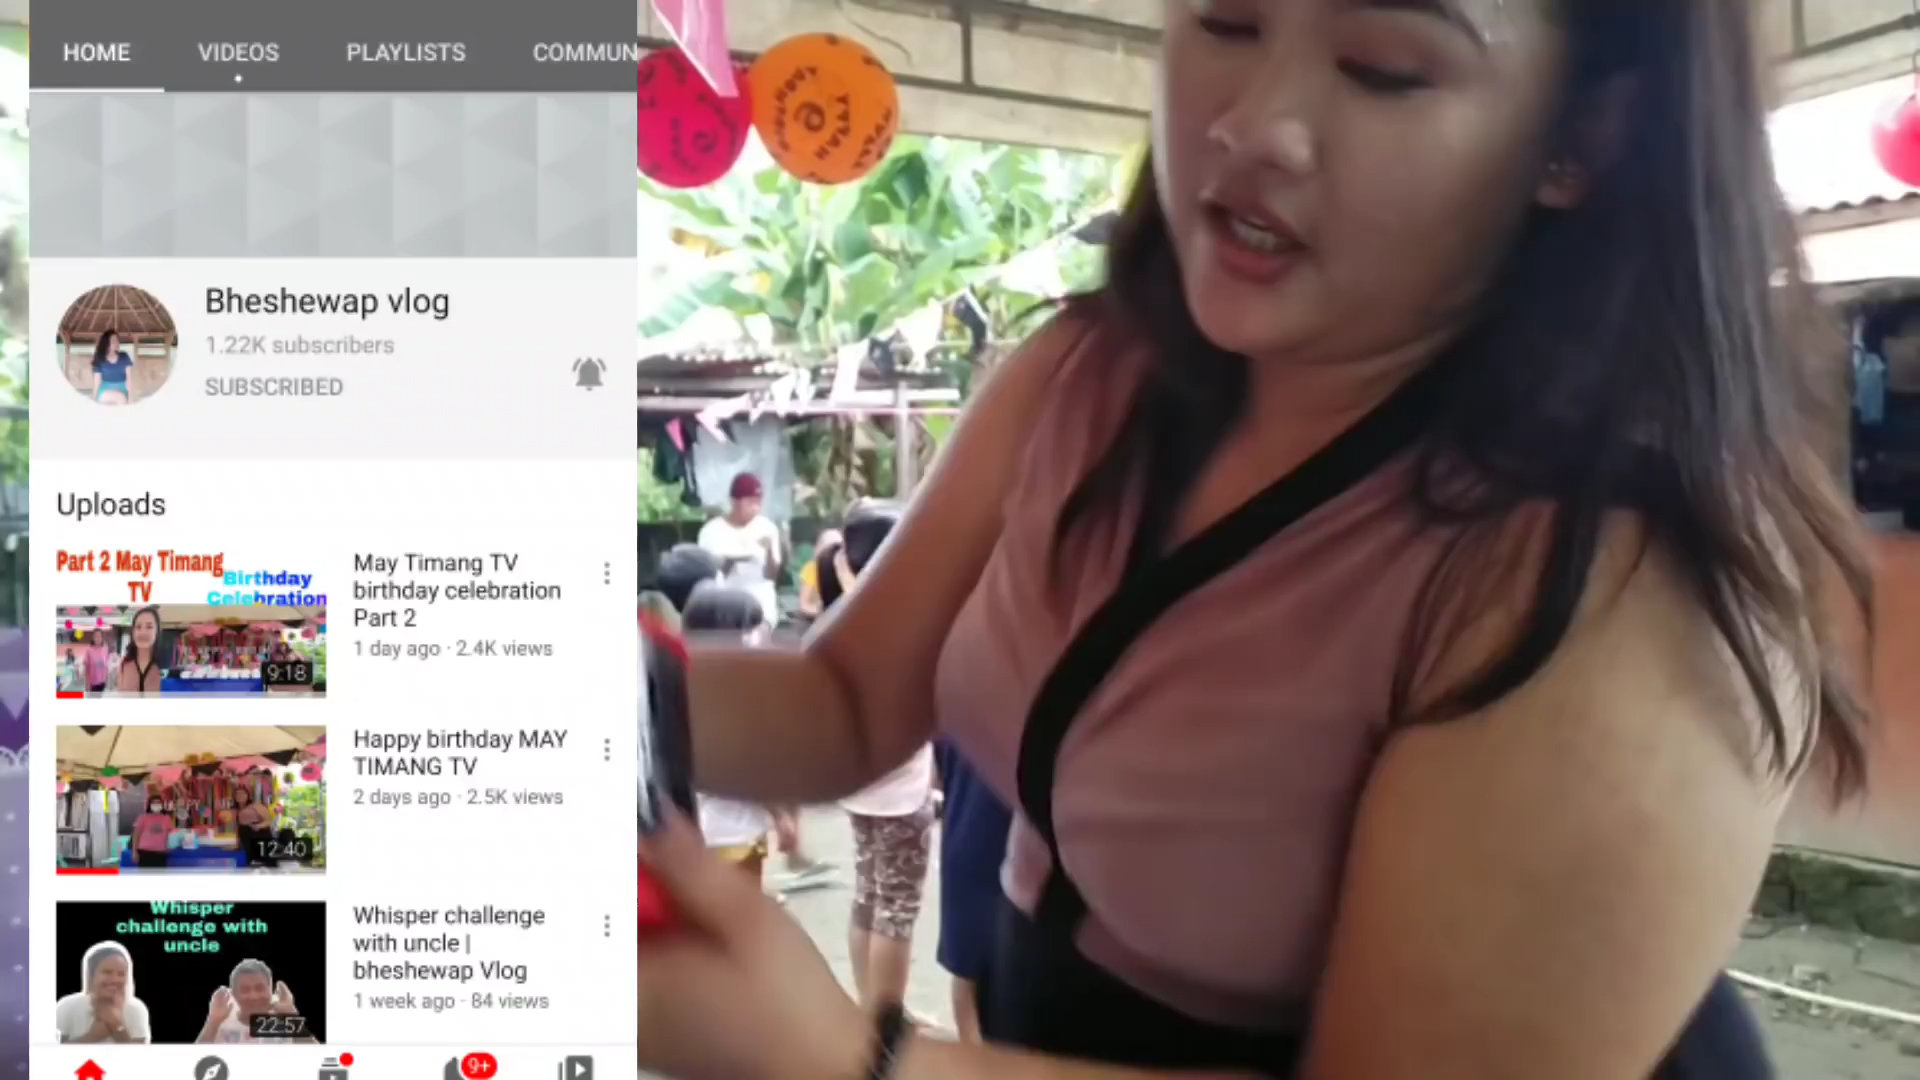 HOME VIDEOS PLAYLISTS COMMUN
Bheshewap vlog
1.22K subscribers
SUBSCRIBED
Uploads
Part 2 May Timang
TV
Birthday
Celebration
9:18
May Timang TV
birthday celebration
Part 2
1 day ago · 2.4K views
12:40
Happy birthday MAY
TIMANG TV
2 days ago · 2.5K views
Whisper
challenge with
uncle
22:57
Whisper challenge
with uncle |
bheshewap Vlog
1 week ago · 84 views
9+